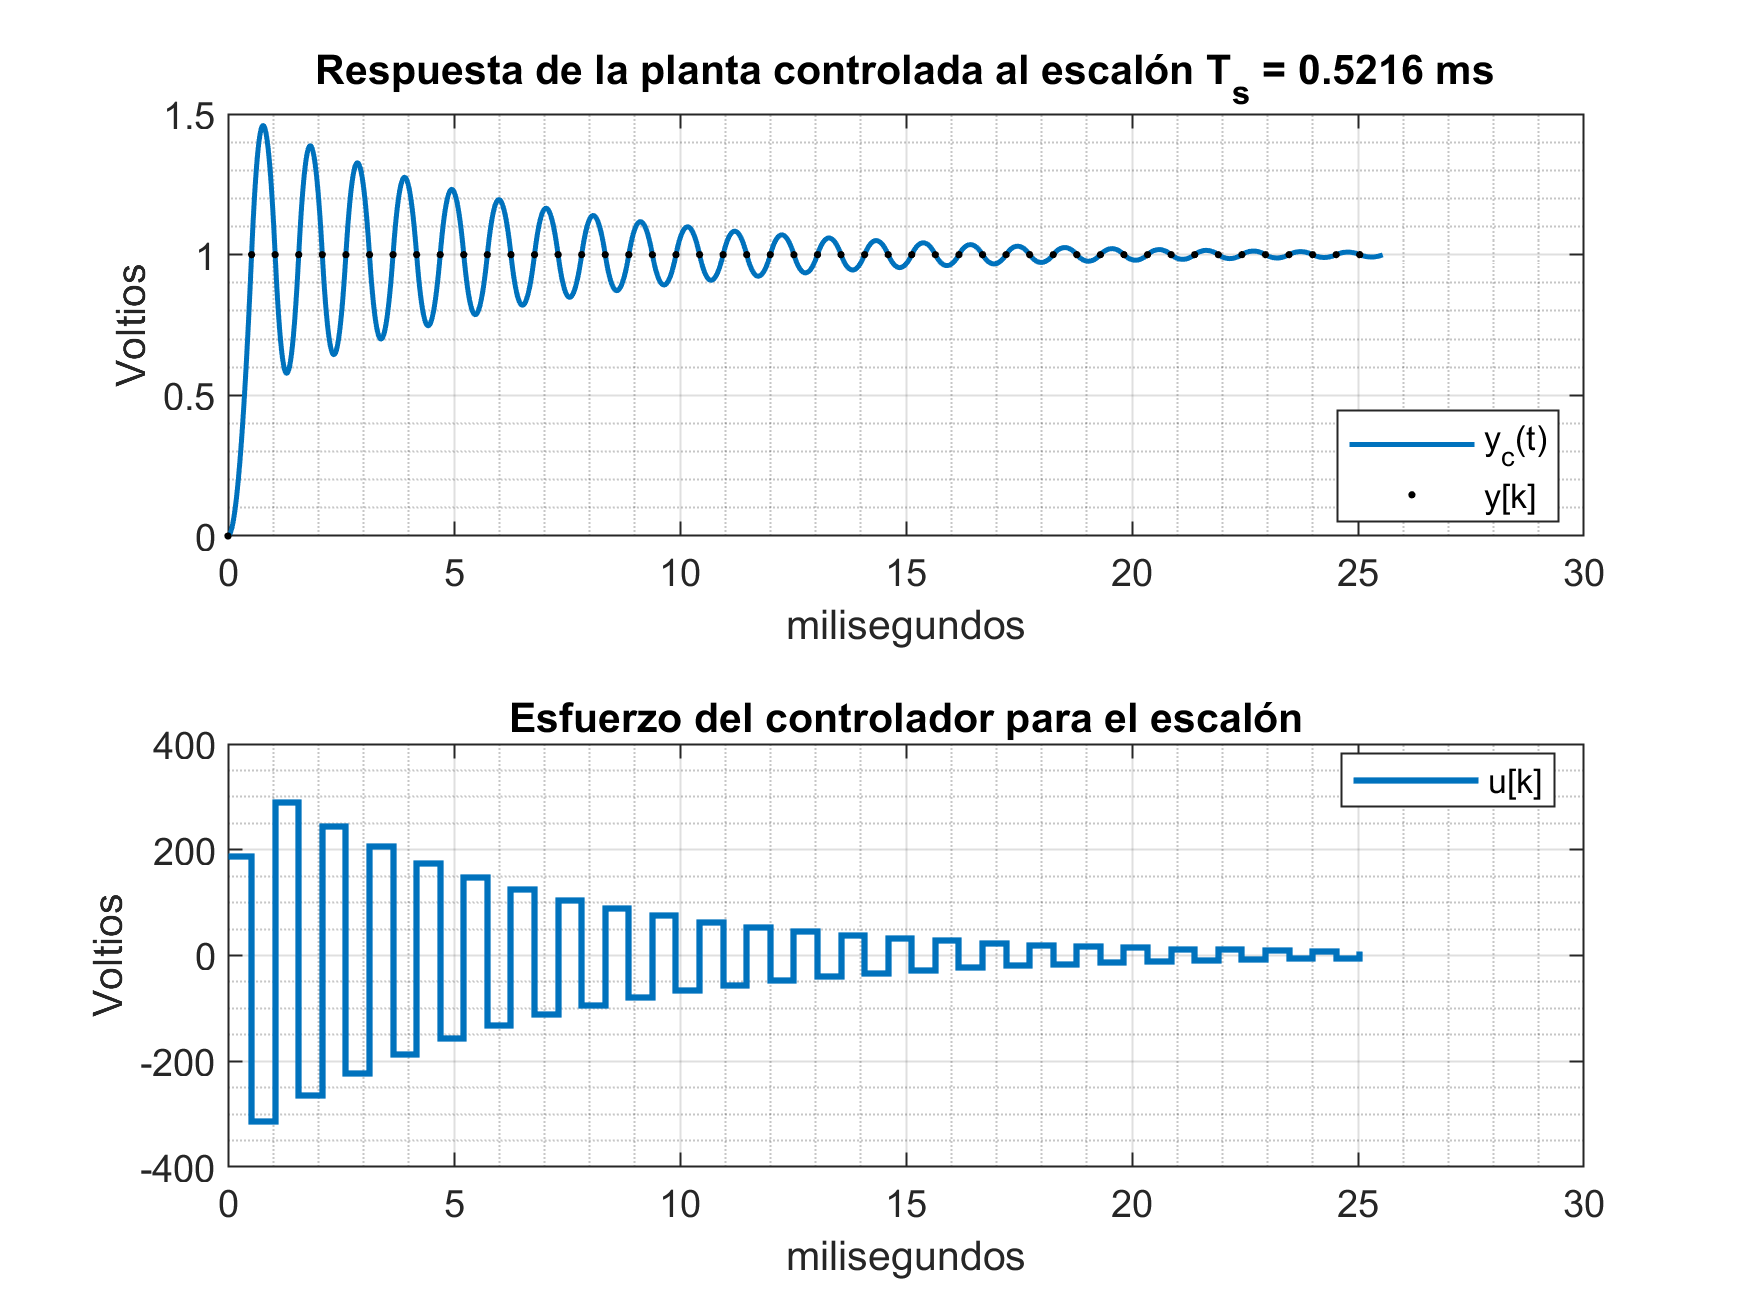 Respuesta de la planta controlada al escalón Ts = 0.5216 ms
1.5
1
0.5
0
Voltios
yc(t)
y[k]
0 5 10 15 20 25 30
milisegundos
Esfuerzo del controlador para el escalón
400
200
0
-200
-400
Voltios
u[k]
0 5 10 15 20 25 30
milisegundos